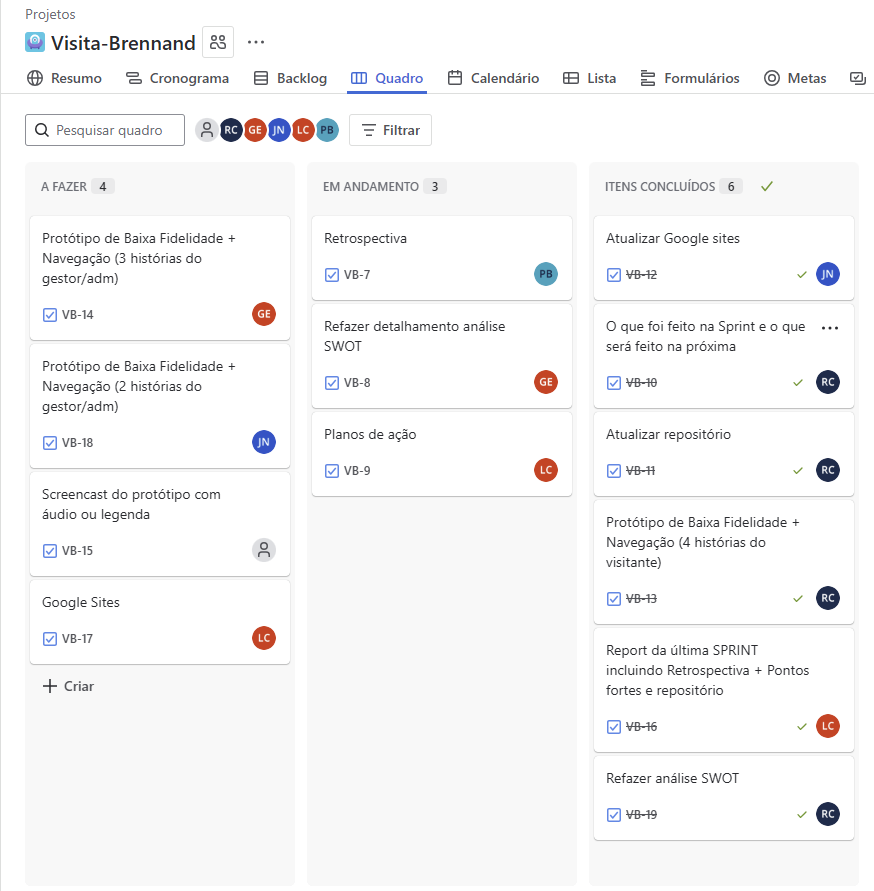 Projetos
Visita-Brennand
Resumo Cronograma Backlog Quadro Calendário Lista Formulários Metas
Pesquisar quadro RC GE JN LC PB Filtrar
A FAZER 4
Protótipo de Baixa Fidelidade +
Navegação (3 histórias do
gestor/adm)
VB-14 GE
Protótipo de Baixa Fidelidade +
Navegação (2 histórias do
gestor/adm)
VB-18 JN
Screencast do protótipo com
áudio ou legenda
VB-15
Google Sites
VB-17 LC
Criar
EM ANDAMENTO 3
Retrospectiva
VB-7 PB
Refazer detalhamento análise
SWOT
VB-8 GE
Planos de ação
VB-9 LC
ITENS CONCLUÍDOS 6
Atualizar Google sites
VB-12 JN
O que foi feito na Sprint e o que
será feito na próxima
VB-10 RC
Atualizar repositório
VB-11 RC
Protótipo de Baixa Fidelidade +
Navegação (4 histórias do
visitante)
VB-13 RC
Report da última SPRINT
incluindo Retrospectiva + Pontos
fortes e repositório
VB-16 LC
Refazer análise SWOT
VB-19 RC